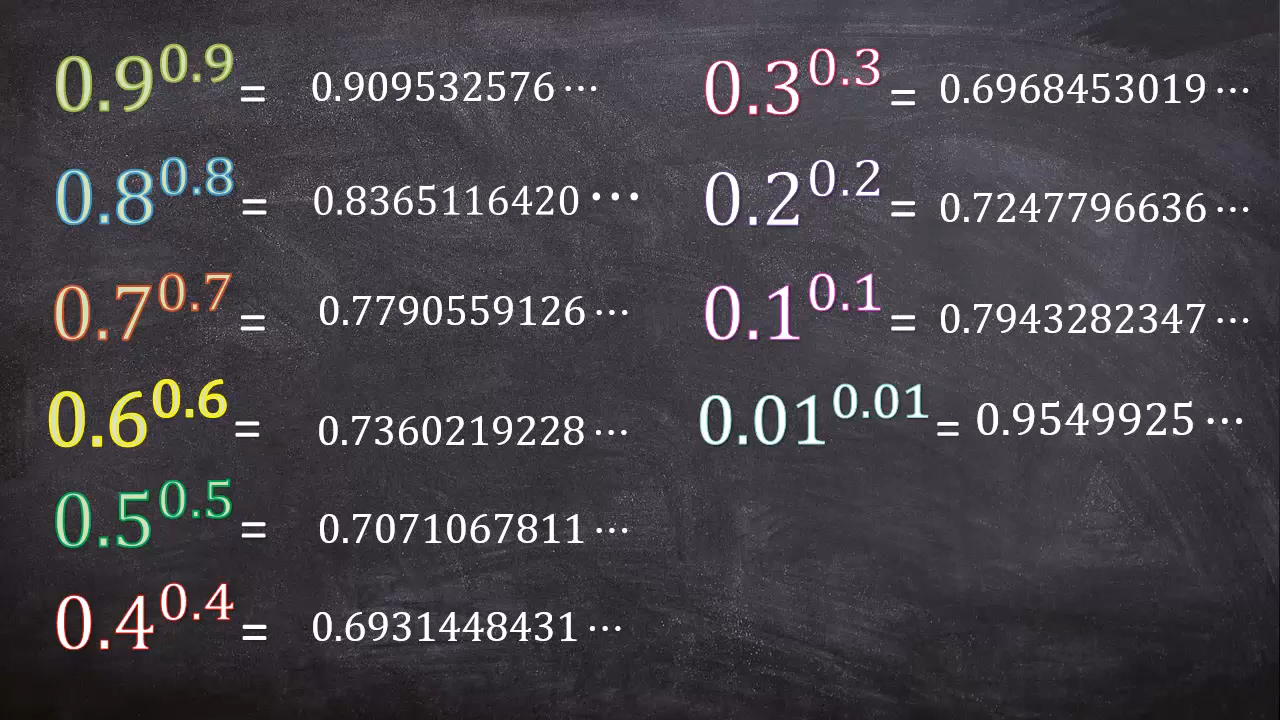 0.9^0.9 = 0.909532576⋯
0.8^0.8 = 0.8365116420⋯
0.7^0.7 = 0.7790559126⋯
0.6^0.6 = 0.7360219228⋯
0.5^0.5 = 0.7071067811⋯
0.4^0.4 = 0.6931448431⋯
0.3^0.3 = 0.6968453019⋯
0.2^0.2 = 0.7247796636⋯
0.1^0.1 = 0.7943282347⋯
0.01^0.01 = 0.9549925⋯